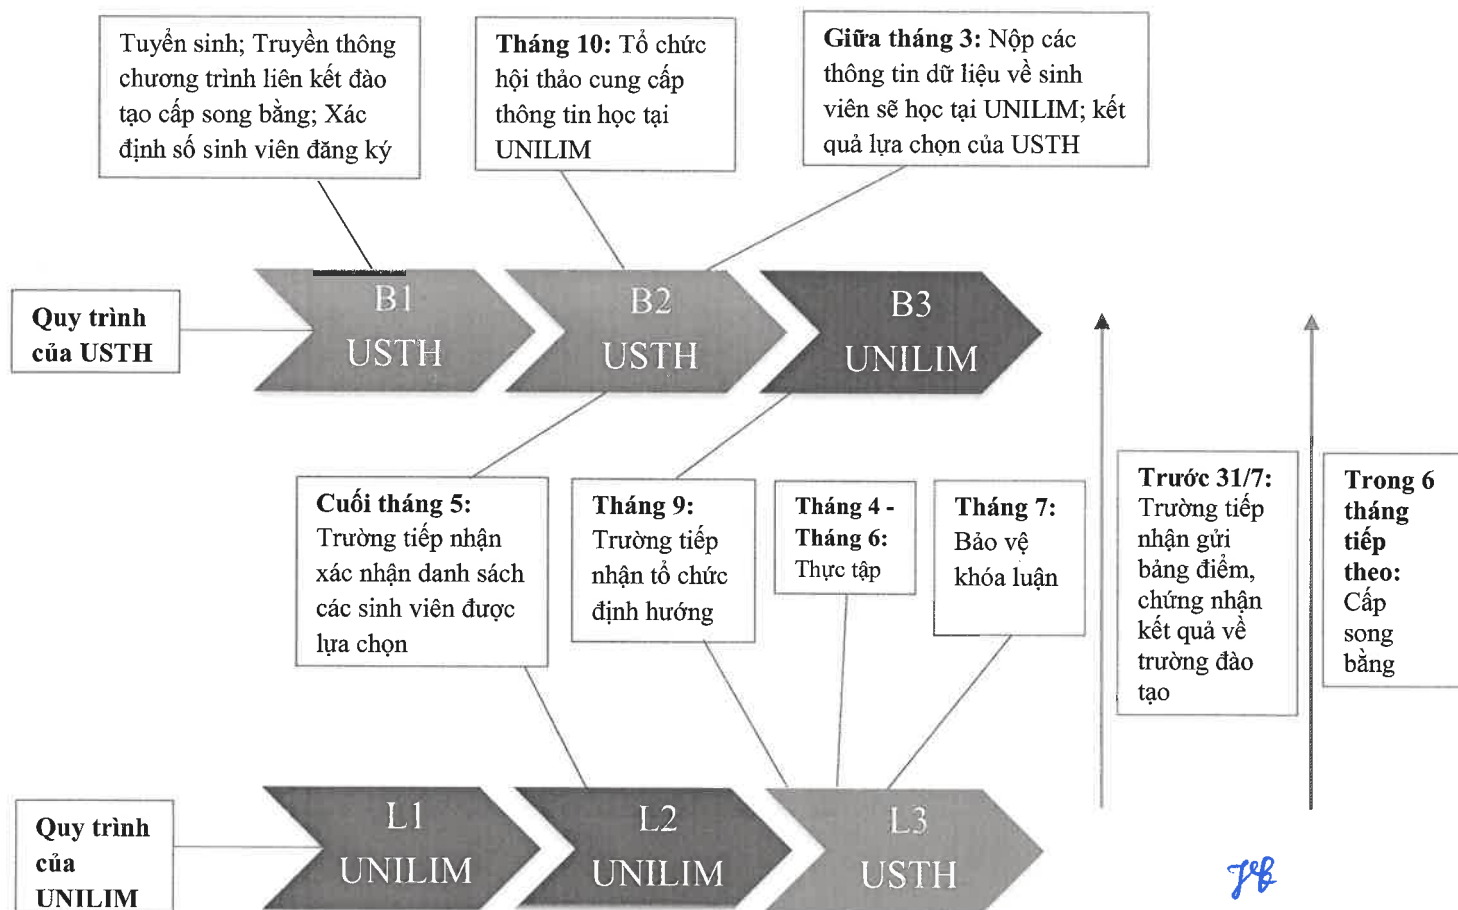 Tuyển sinh; Truyền thông
chương trình liên kết đào
tạo cấp song bằng; Xác
định số sinh viên đăng ký
Tháng 10: Tổ chức
hội thảo cung cấp
thông tin học tại
UNILIM
Giữa tháng 3: Nộp các
thông tin dữ liệu về sinh
viên sẽ học tại UNILIM; kết
quả lựa chọn của USTH
Quy trình
của USTH
B1
USTH
B2
USTH
B3
UNILIM
Cuối tháng 5:
Trường tiếp nhận
xác nhận danh sách
các sinh viên được
lựa chọn
Tháng 9:
Trường tiếp
nhận tổ chức
định hướng
Tháng 4 -
Tháng 6:
Thực tập
Tháng 7:
Bảo vệ
khóa luận
Trước 31/7:
Trường tiếp
nhận gửi
bảng điểm,
chứng nhận
kết quả về
trường đào
tạo
Trong 6
tháng
tiếp
theo:
Cấp
song
bằng
Quy trình
của
UNILIM
L1
UNILIM
L2
UNILIM
L3
USTH